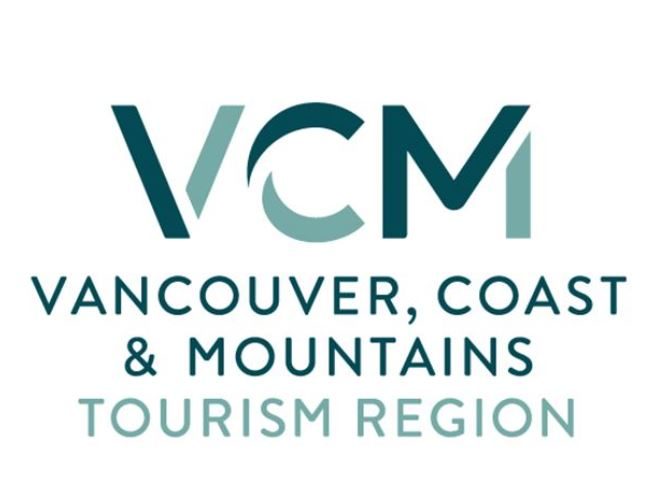 VCM
VANCOUVER, COAST
& MOUNTAINS
TOURISM REGION